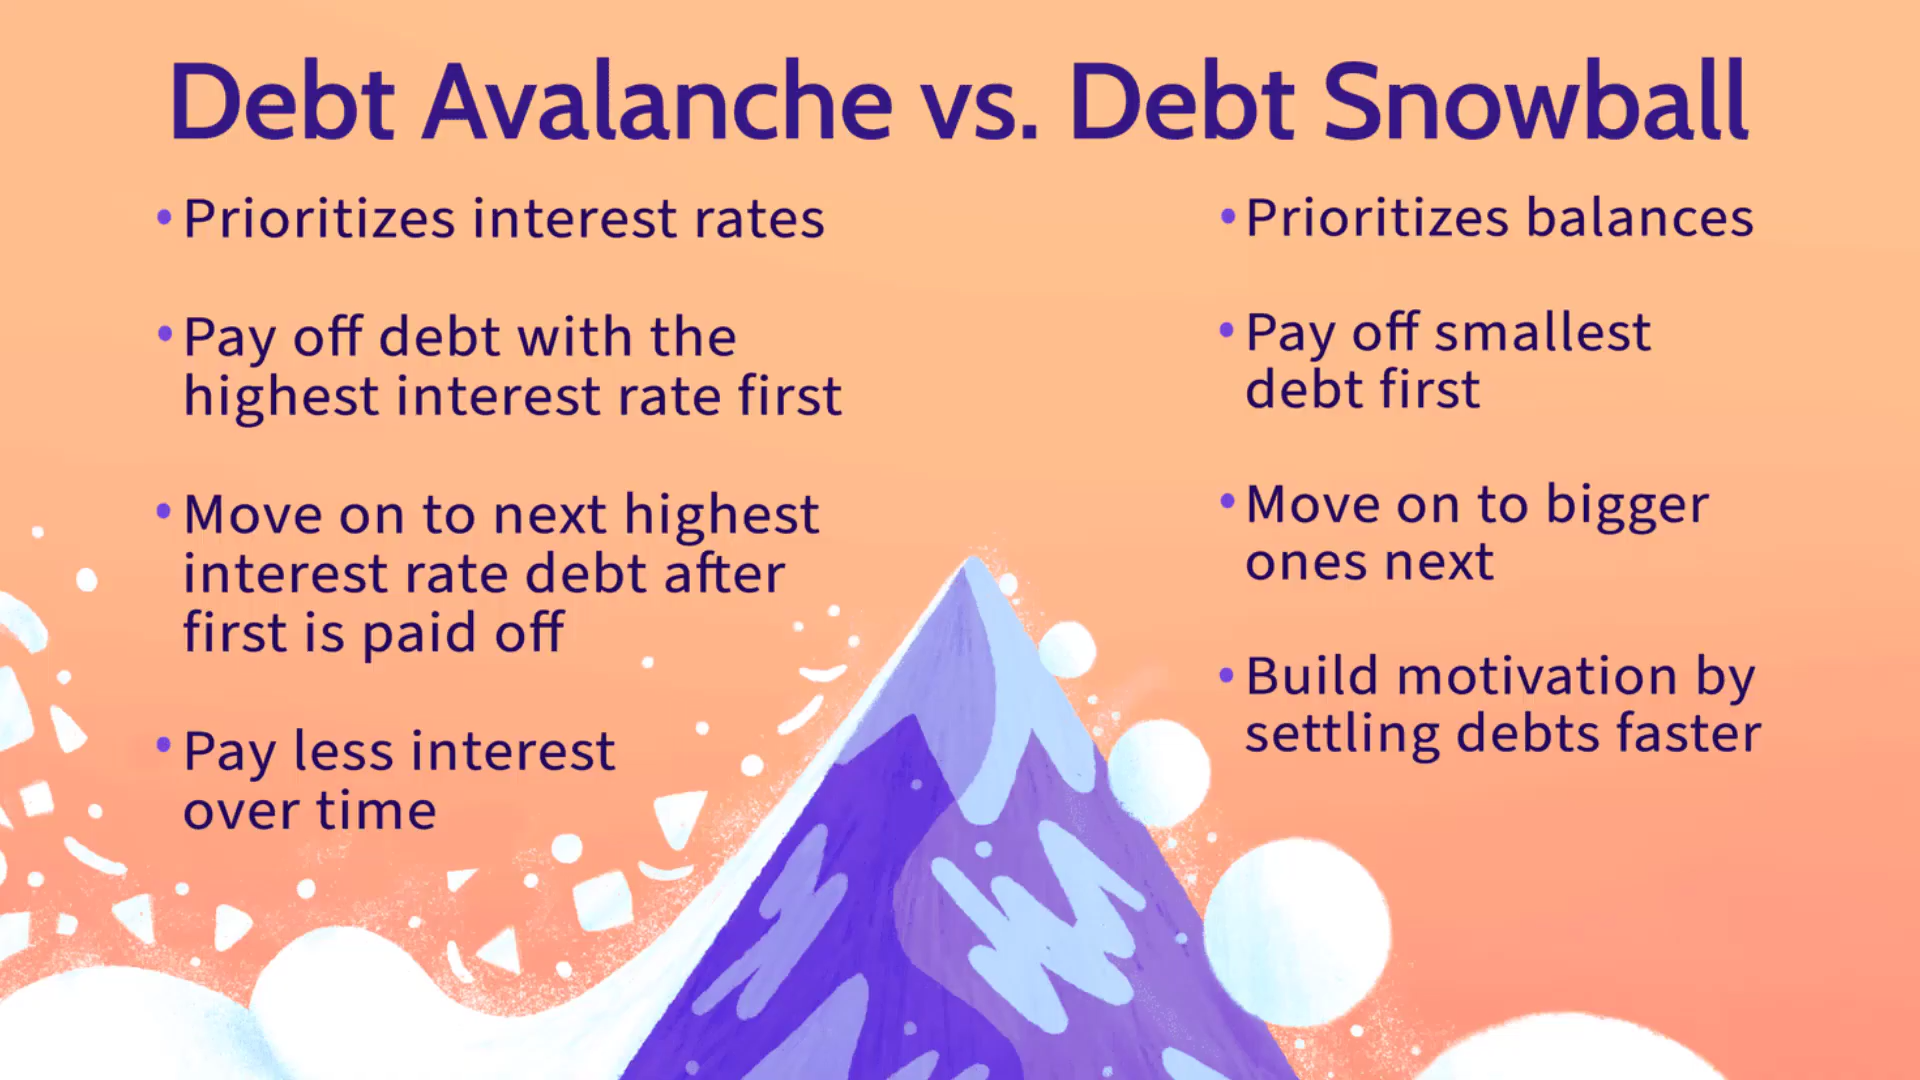 Debt Avalanche vs. Debt Snowball
• Prioritizes interest rates
• Pay off debt with the
highest interest rate first
• Move on to next highest
interest rate debt after
first is paid off
• Pay less interest
over time
• Prioritizes balances
• Pay off smallest
debt first
• Move on to bigger
ones next
• Build motivation by
settling debts faster